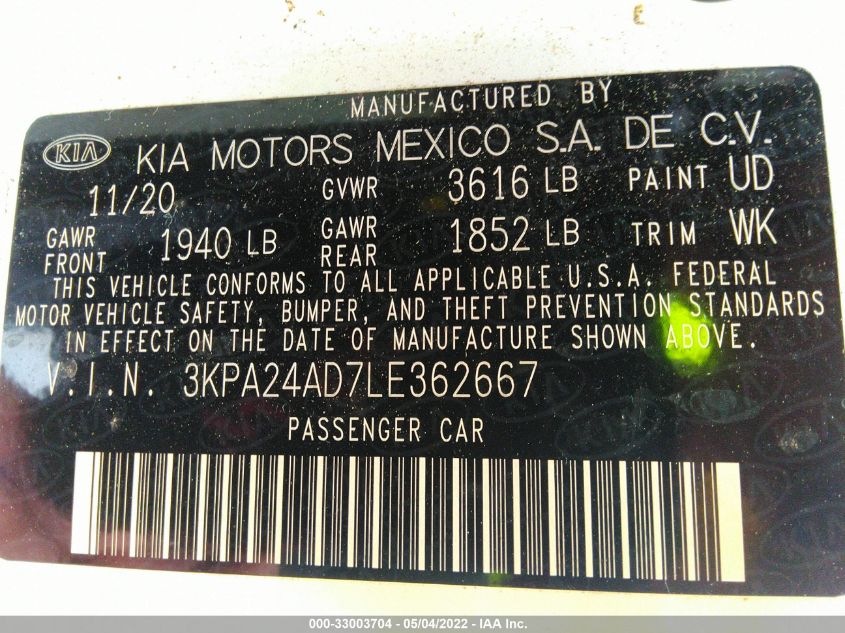 MANUFACTURED BY
KIA KIA MOTORS MEXICO S.A. DE C.V.
11/20 GVWR 3616 LB PAINT UD
GAWR FRONT 1940 LB GAWR REAR 1852 LB TRIM WK
THIS VEHICLE CONFORMS TO ALL APPLICABLE U.S.A. FEDERAL
MOTOR VEHICLE SAFETY, BUMPER, AND THEFT PREVENTION STANDARDS
IN EFFECT ON THE DATE OF MANUFACTURE SHOWN ABOVE.
V.I.N. 3KPA24AD7LE362667
PASSENGER CAR
000-33003704 - 05/04/2022 - IAA Inc.